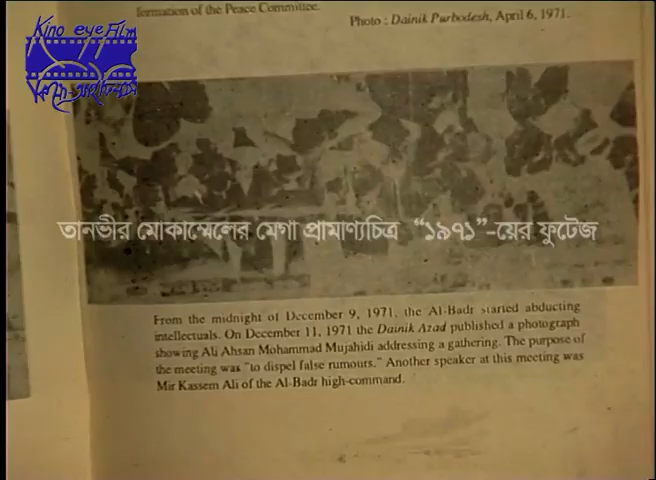 formation of the Peace Committee.
Photo : Dainik Purbodesh, April 6, 1971.
Kino eye Film
কিনো-আই ফিল্মস
তানভীর মোকাম্মেলের মেগা প্রামাণ্যচিত্র “১৯৭১”-য়ের ফুটেজ
From the midnight of December 9, 1971, the Al-Badr started abducting
intellectuals. On December 11, 1971 the Dainik Azad published a photograph
showing Ali Ahsan Mohammad Mujahidi addressing a gathering. The purpose of
the meeting was "to dispel false rumours." Another speaker at this meeting was
Mir Kassem Ali of the Al-Badr high-command.